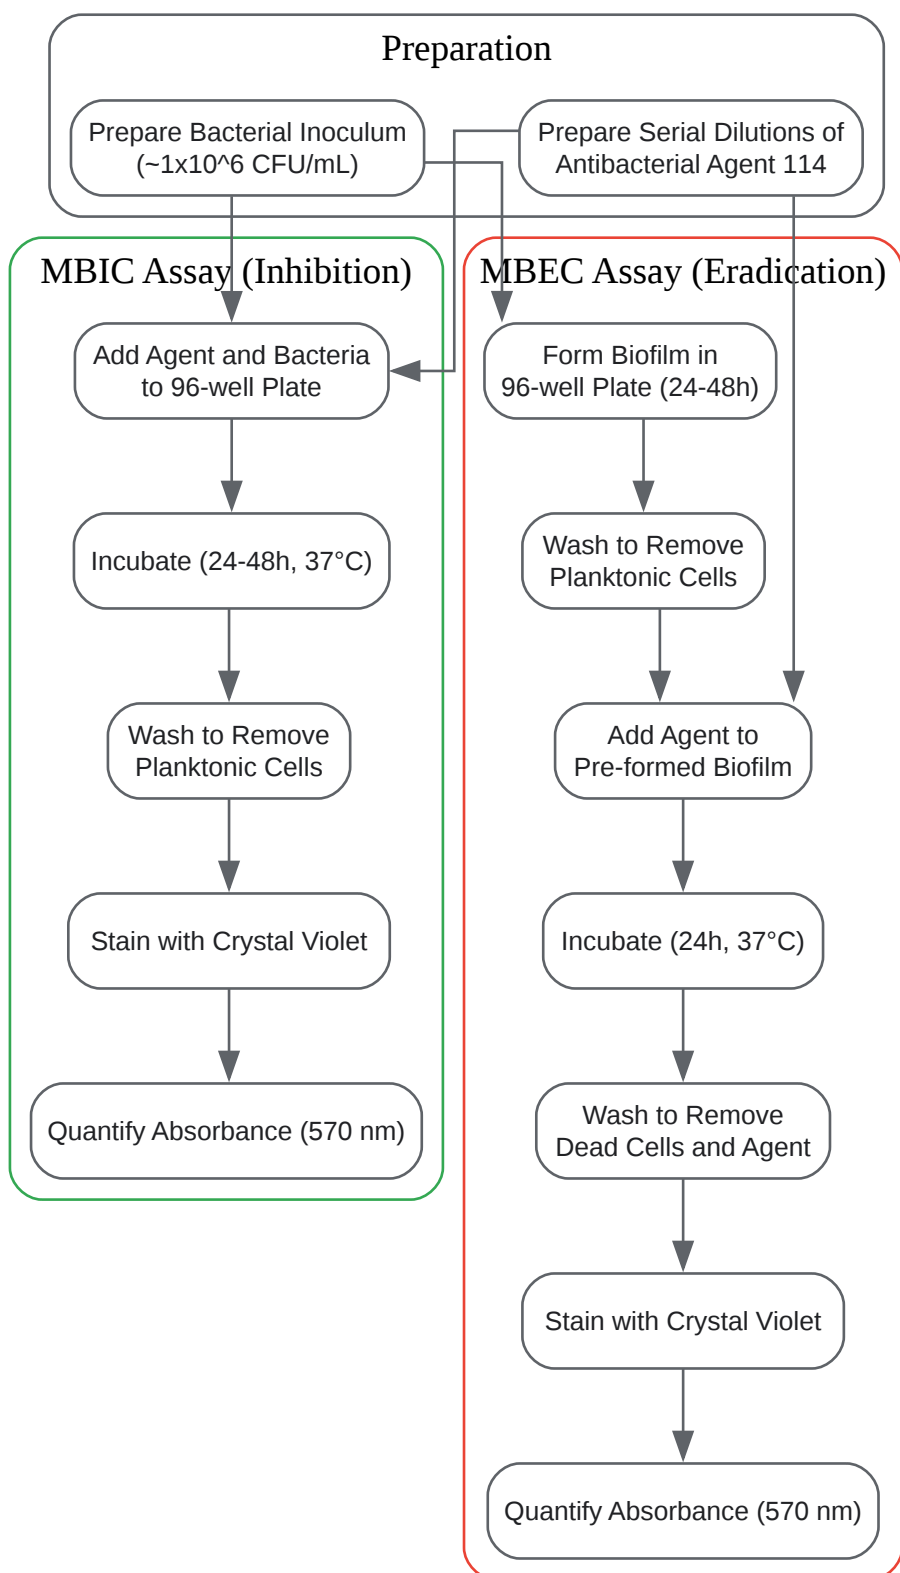 Preparation
Prepare Bacterial Inoculum
(~1x10^6 CFU/mL)
Prepare Serial Dilutions of
Antibacterial Agent 114
MBIC Assay (Inhibition)
Add Agent and Bacteria
to 96-well Plate
Incubate (24-48h, 37°C)
Wash to Remove
Planktonic Cells
Stain with Crystal Violet
Quantify Absorbance (570 nm)
MBEC Assay (Eradication)
Form Biofilm in
96-well Plate (24-48h)
Wash to Remove
Planktonic Cells
Add Agent to
Pre-formed Biofilm
Incubate (24h, 37°C)
Wash to Remove
Dead Cells and Agent
Stain with Crystal Violet
Quantify Absorbance (570 nm)